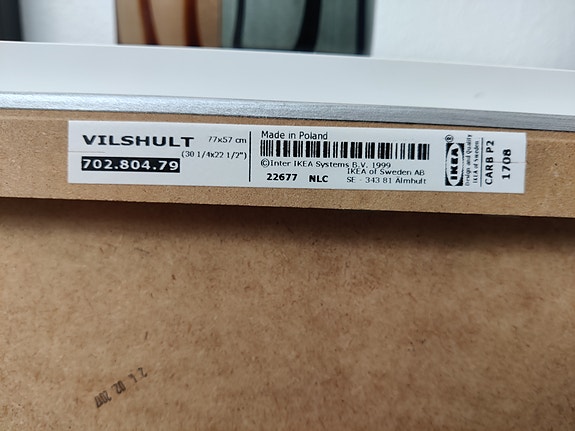 VILSHULT 77x57 cm
(30 1/4x22 1/2")
702.804.79
Made in Poland
©Inter IKEA Systems B.V. 1999
IKEA of Sweden AB
22677 NLC SE - 343 81 Älmhult
IKEA
Design and Quality
IKEA of Sweden
CARB P2
1708